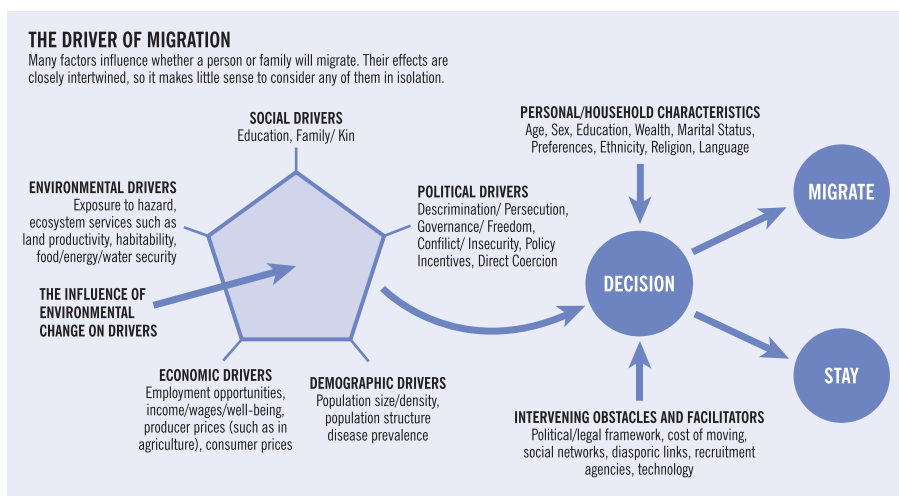 THE DRIVER OF MIGRATION
Many factors influence whether a person or family will migrate. Their effects are
closely intertwined, so it makes little sense to consider any of them in isolation.
SOCIAL DRIVERS
Education, Family/ Kin
ENVIRONMENTAL DRIVERS
Exposure to hazard,
ecosystem services such as
land productivity, habitability,
food/energy/water security
POLITICAL DRIVERS
Descrimination/ Persecution,
Governance/ Freedom,
Confilict/ Insecurity, Policy
Incentives, Direct Coercion
THE INFLUENCE OF
ENVIRONMENTAL
CHANGE ON DRIVERS
ECONOMIC DRIVERS
Employment opportunities,
income/wages/well-being,
producer prices (such as in
agriculture), consumer prices
DEMOGRAPHIC DRIVERS
Population size/density,
population structure
disease prevalence
PERSONAL/HOUSEHOLD CHARACTERISTICS
Age, Sex, Education, Wealth, Marital Status,
Preferences, Ethnicity, Religion, Language
DECISION
INTERVENING OBSTACLES AND FACILITATORS
Political/legal framework, cost of moving,
social networks, diasporic links, recruitment
agencies, technology
MIGRATE
STAY